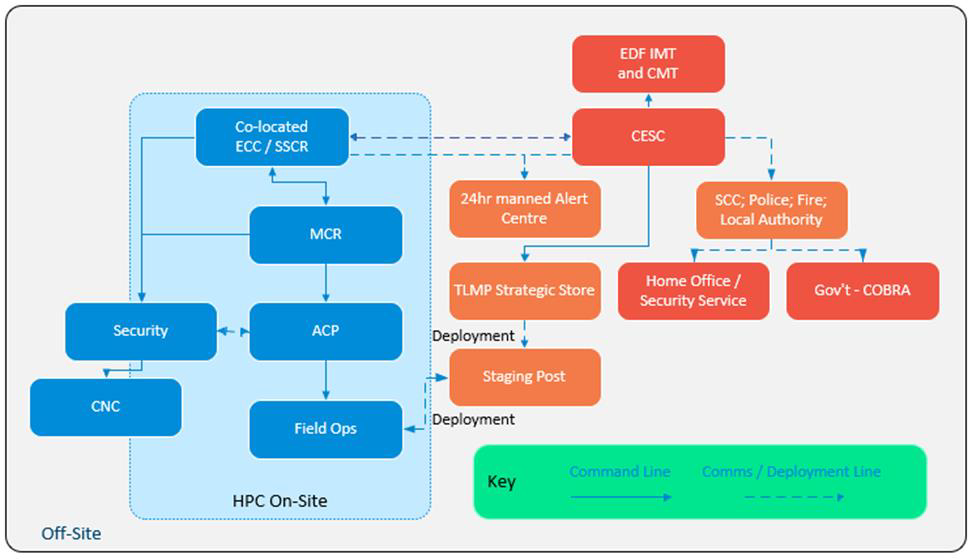 EDF IMT
and CMT
Co-located
ECC / SSCR
CESC
24hr manned Alert
Centre
SCC; Police; Fire;
Local Authority
MCR
TLMP Strategic Store
Home Office /
Security Service
Gov't - COBRA
Security
ACP
Deployment
Staging Post
CNC
Field Ops
Deployment
Key
Command Line
Comms / Deployment Line
HPC On-Site
Off-Site